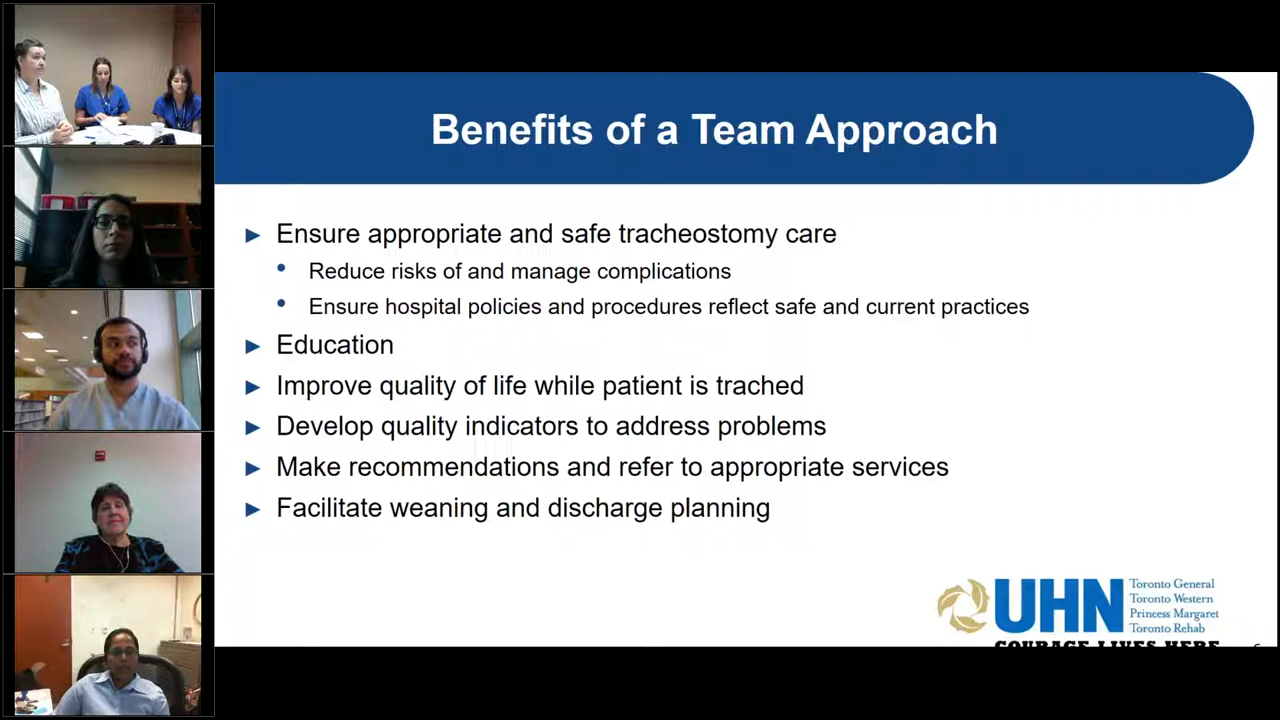 Benefits of a Team Approach
Ensure appropriate and safe tracheostomy care
Reduce risks of and manage complications
Ensure hospital policies and procedures reflect safe and current practices
Education
Improve quality of life while patient is trached
Develop quality indicators to address problems
Make recommendations and refer to appropriate services
Facilitate weaning and discharge planning
UHN
Toronto General
Toronto Western
Princess Margaret
Toronto Rehab
COURAGE LIVES HERE